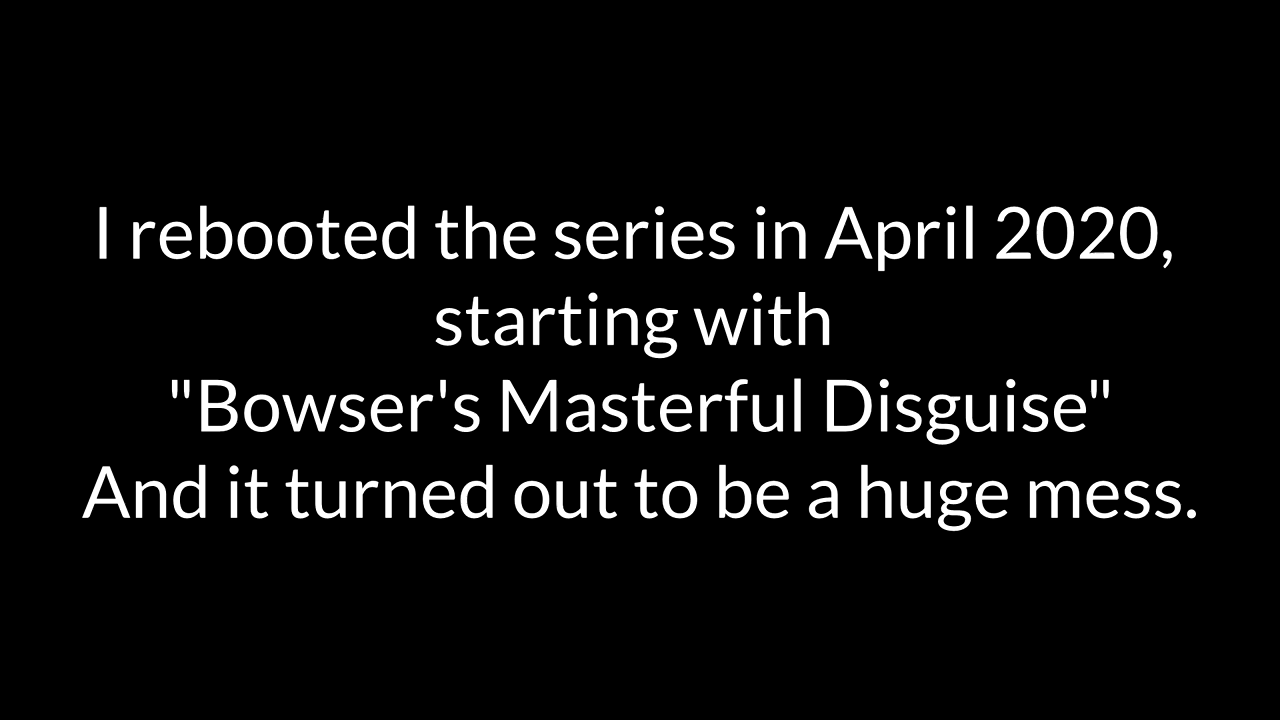 I rebooted the series in April 2020,
starting with
"Bowser's Masterful Disguise"
And it turned out to be a huge mess.